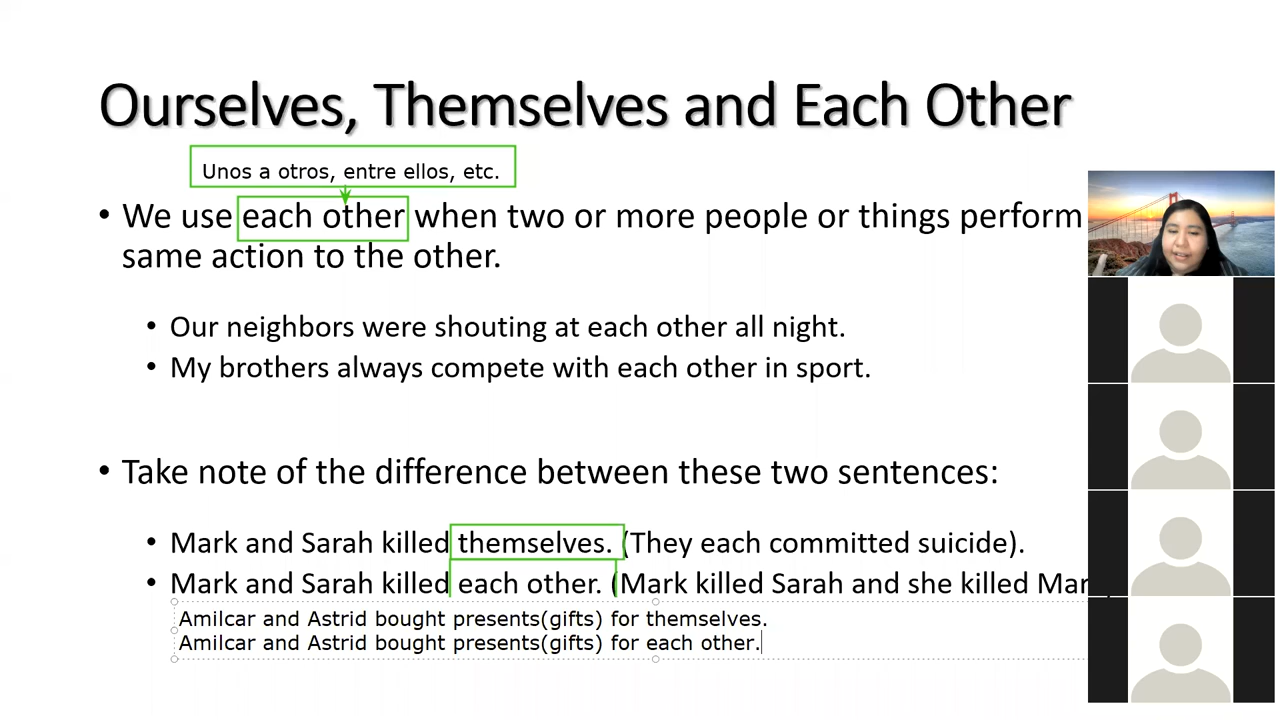 Ourselves, Themselves and Each Other
Unos a otros, entre ellos, etc.
• We use each other when two or more people or things perform
same action to the other.
• Our neighbors were shouting at each other all night.
• My brothers always compete with each other in sport.
• Take note of the difference between these two sentences:
• Mark and Sarah killed themselves. (They each committed suicide).
• Mark and Sarah killed each other. (Mark killed Sarah and she killed
Amilcar and Astrid bought presents(gifts) for themselves.
Amilcar and Astrid bought presents(gifts) for each other.